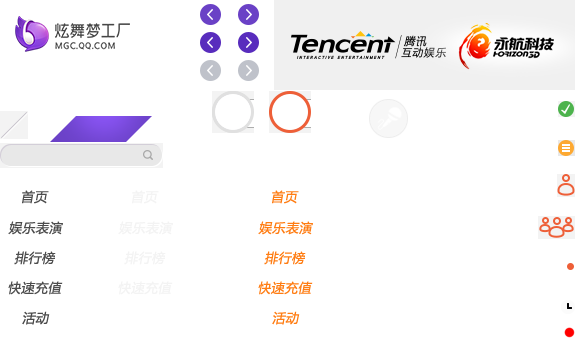 炫舞梦工厂
MGC.QQ.COM
Tencent 腾讯
INTERACTIVE ENTERTAINMENT 互动娱乐
永航科技
HORIZON3D
首页 首页 首页
娱乐表演 娱乐表演 娱乐表演
排行榜 排行榜 排行榜
快速充值 快速充值 快速充值
活动 活动